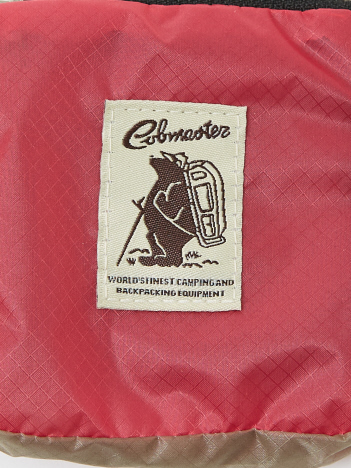 Cobmaster
WORLD'S FINEST CAMPING AND
BACKPACKING EQUIPMENT